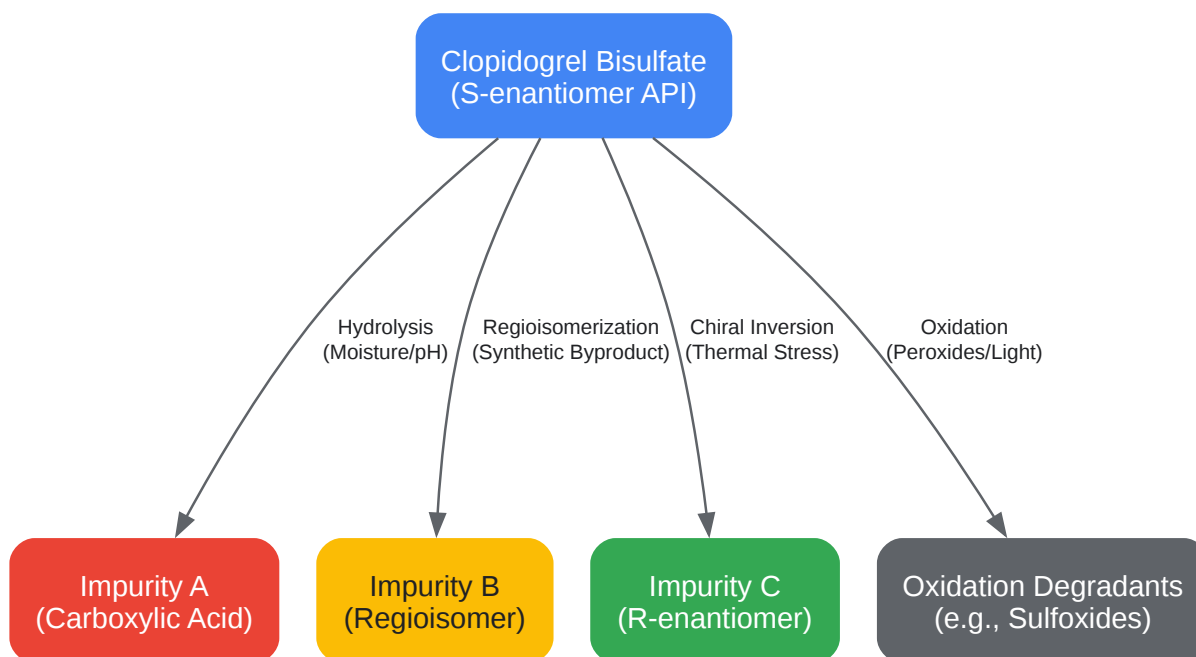 Clopidogrel Bisulfate
(S-enantiomer API)
Hydrolysis
(Moisture/pH)
Regioisomerization
(Synthetic Byproduct)
Chiral Inversion
(Thermal Stress)
Oxidation
(Peroxides/Light)
Impurity A
(Carboxylic Acid)
Impurity B
(Regioisomer)
Impurity C
(R-enantiomer)
Oxidation Degradants
(e.g., Sulfoxides)